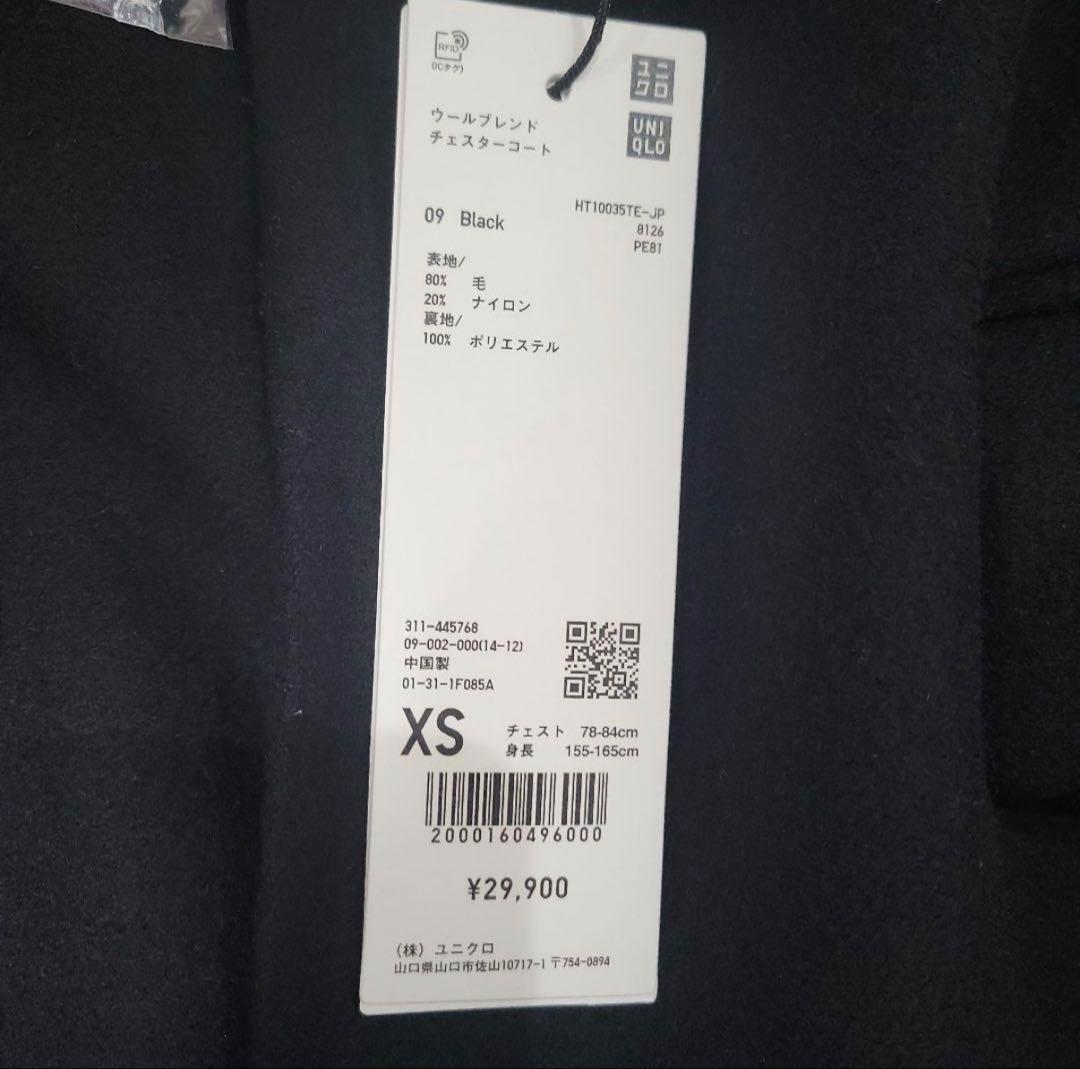 RFID
(ICタグ)
ユニ
クロ
UNI
QLO
ウールブレンド
チェスターコート
09 Black
HT10035TE-JP
8126
PE81
表地/
80% 毛
20% ナイロン
裏地/
100% ポリエステル
311-445768
09-002-000(14-12)
中国製
01-31-1F085A
XS
チェスト 78-84cm
身長 155-165cm
2000160496000
¥29,900
(株) ユニクロ
山口県山口市佐山10717-1 〒754-0894